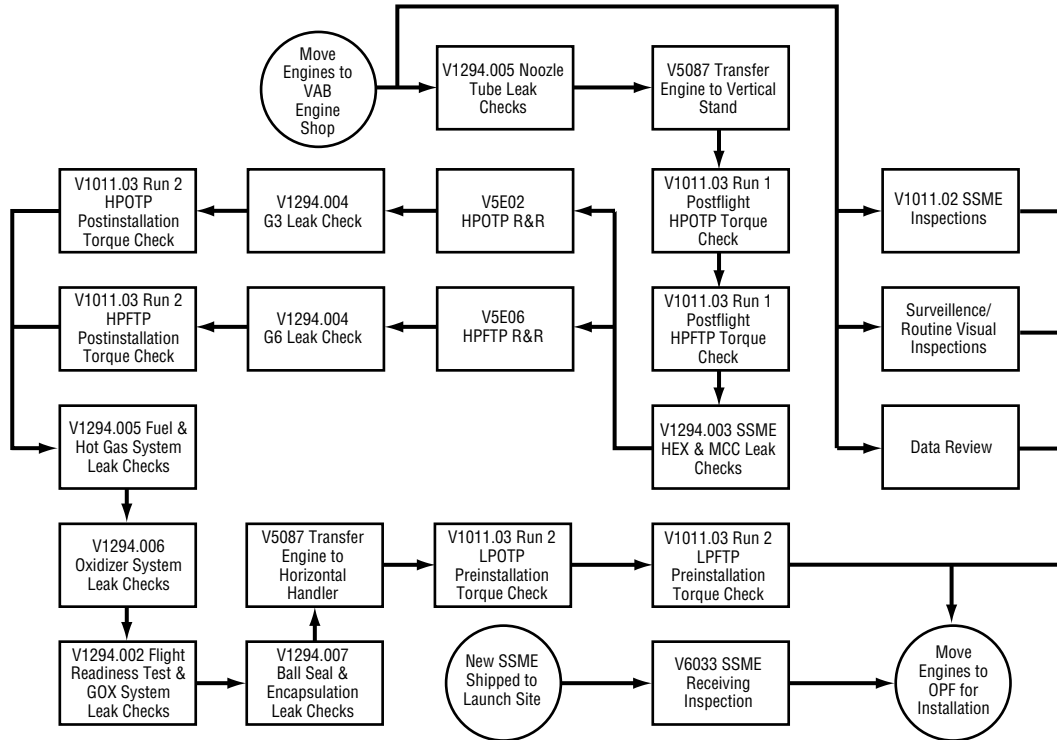 Move
Engines to
VAB
Engine
Shop
V1294.005 Noozle
Tube Leak
Checks
V5087 Transfer
Engine to Vertical
Stand
V1011.03 Run 2
HPOTP
Postinstallation
Torque Check
V1294.004
G3 Leak Check
V5E02
HPOTP R&R
V1011.03 Run 1
Postflight
HPOTP Torque
Check
V1011.02 SSME
Inspections
V1011.03 Run 2
HPFTP
Postinstallation
Torque Check
V1294.004
G6 Leak Check
V5E06
HPFTP R&R
V1011.03 Run 1
Postflight
HPFTP Torque
Check
Surveillence/
Routine Visual
Inspections
V1294.005 Fuel &
Hot Gas System
Leak Checks
V1294.003 SSME
HEX & MCC Leak
Checks
Data Review
V1294.006
Oxidizer System
Leak Checks
V5087 Transfer
Engine to
Horizontal
Handler
V1011.03 Run 2
LPOTP
Preinstallation
Torque Check
V1011.03 Run 2
LPFTP
Preinstallation
Torque Check
V1294.002 Flight
Readiness Test &
GOX System
Leak Checks
V1294.007
Ball Seal &
Encapsulation
Leak Checks
New SSME
Shipped to
Launch Site
V6033 SSME
Receiving
Inspection
Move
Engines to
OPF for
Installation